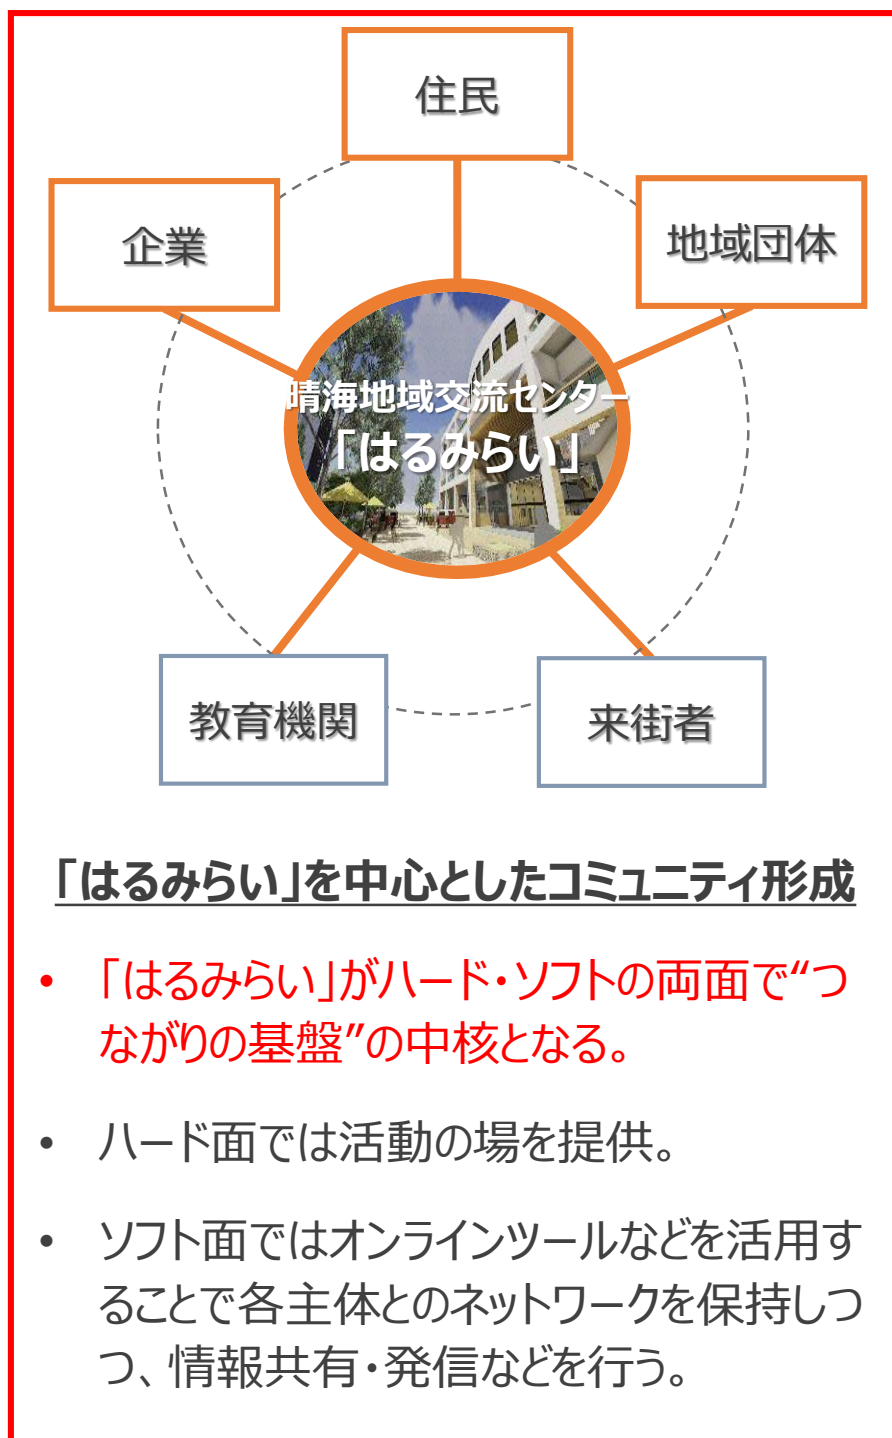 住民
企業
地域団体
晴海地域交流センター
「はるみらい」
教育機関
来街者
「はるみらい」を中心としたコミュニティ形成
• 「はるみらい」がハード・ソフトの両面で“つ
ながりの基盤”の中核となる。
• ハード面では活動の場を提供。
• ソフト面ではオンラインツールなどを活用す
ることで各主体とのネットワークを保持しつ
つ、情報共有・発信などを行う。